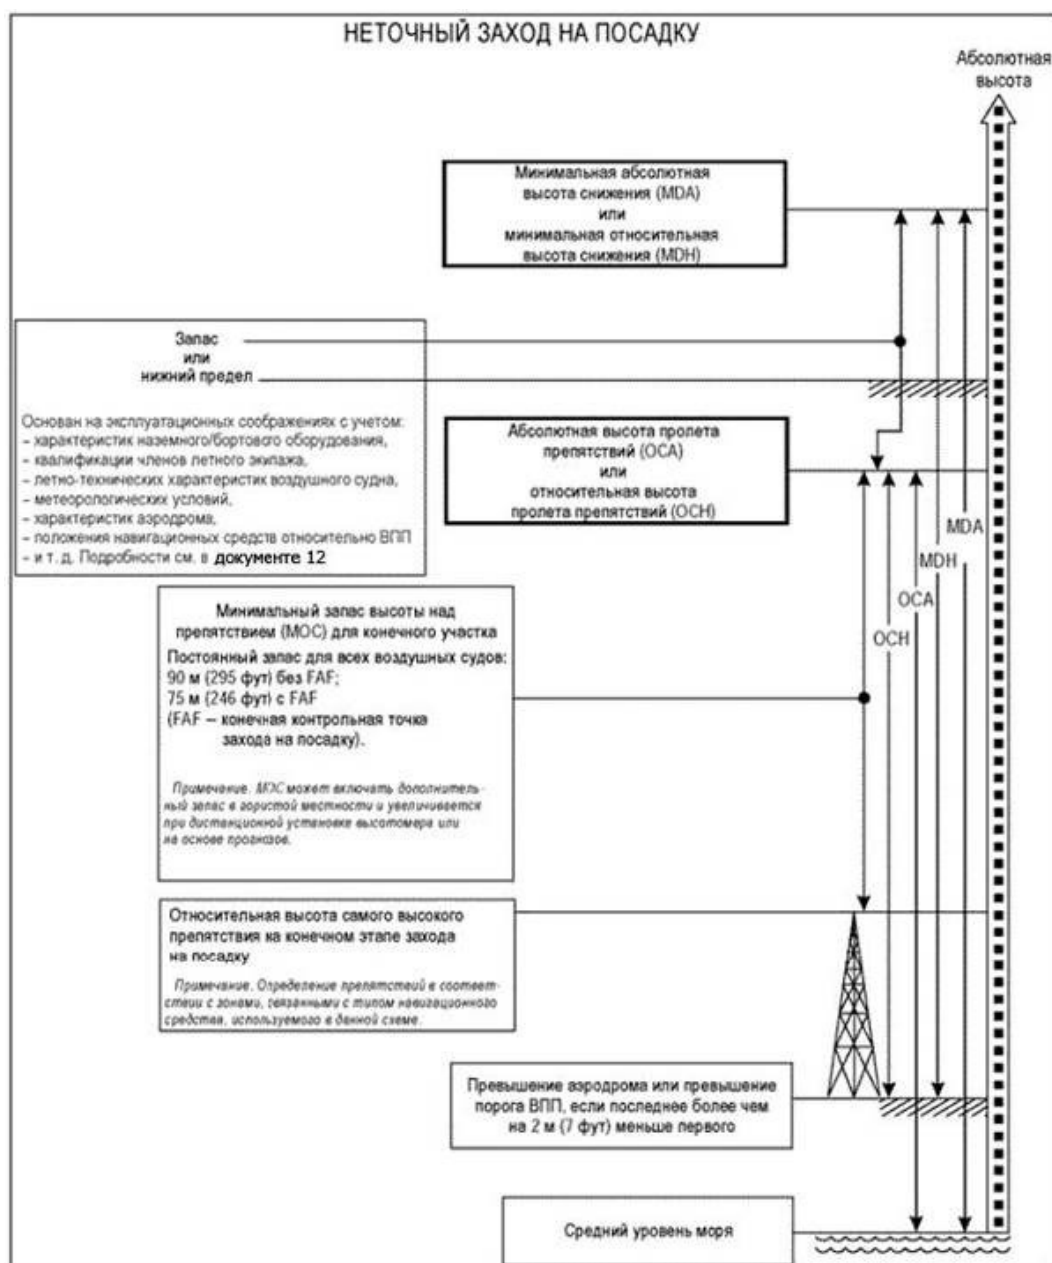 НЕТОЧНЫЙ ЗАХОД НА ПОСАДКУ
Абсолютная
высота
Минимальная абсолютная
высота снижения (MDA)
или
минимальная относительная
высота снижения (MDH)
Запас
или
нижний предел
Основан на эксплуатационных соображениях с учетом:
– характеристик наземного/бортового оборудования,
– квалификации членов летного экипажа,
– летно-технических характеристик воздушного судна,
– метеорологических условий,
– характеристик аэродрома,
– положения навигационных средств относительно ВПП
– и т. д. Подробности см. в документе 12
Абсолютная высота пролета
препятствий (OCA)
или
относительная высота
пролета препятствий (OCH)
MDA
MDH
OCA
OCH
Минимальный запас высоты над
препятствием (MOC) для конечного участка
Постоянный запас для всех воздушных судов:
90 м (295 фут) без FAF;
75 м (246 фут) с FAF
(FAF – конечная контрольная точка
захода на посадку).
Примечание. МОС может включать дополнитель-
ный запас в гористой местности и увеличивается
при дистанционной установке высотомера или
на основе прогнозов.
Относительная высота самого высокого
препятствия на конечном этапе захода
на посадку
Примечание. Определение препятствий в соответ-
ствии с зонами, связанными с типом навигационного
средства, используемого в данной схеме.
Превышение аэродрома или превышение
порога ВПП, если последнее более чем
на 2 м (7 фут) меньше первого
Средний уровень моря